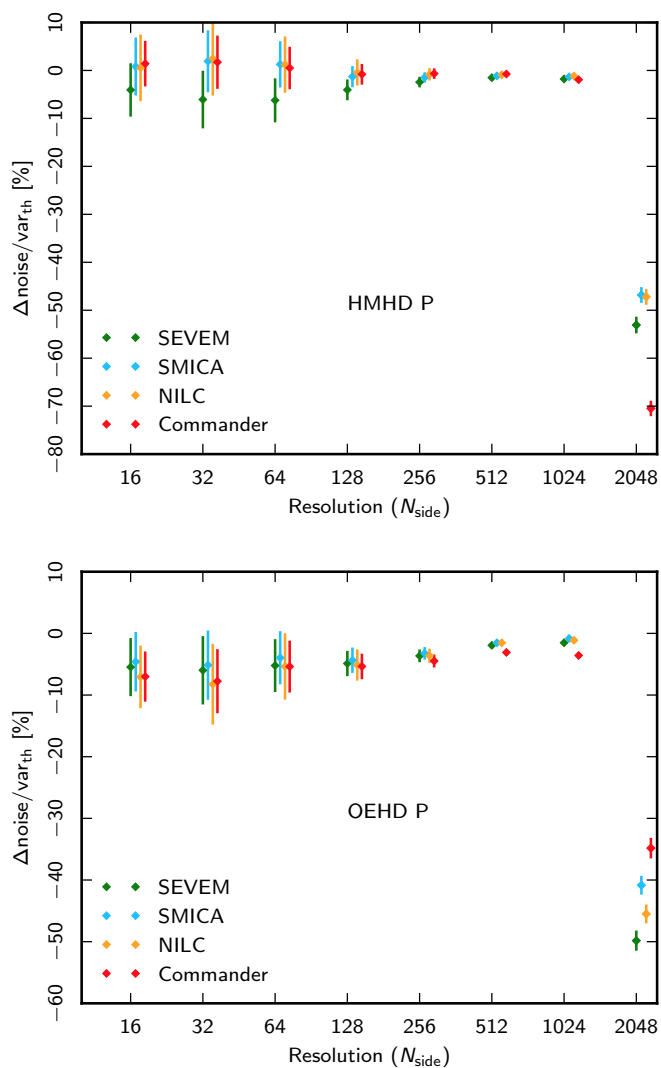 10
0
−10
−20
−30
−40
−50
−60
−70
−80
Δnoise/var_th [%]
HMHD P
SEVEM
SMICA
NILC
Commander
16 32 64 128 256 512 1024 2048
Resolution (N_side)
10
0
−10
−20
−30
−40
−50
−60
Δnoise/var_th [%]
OEHD P
SEVEM
SMICA
NILC
Commander
16 32 64 128 256 512 1024 2048
Resolution (N_side)